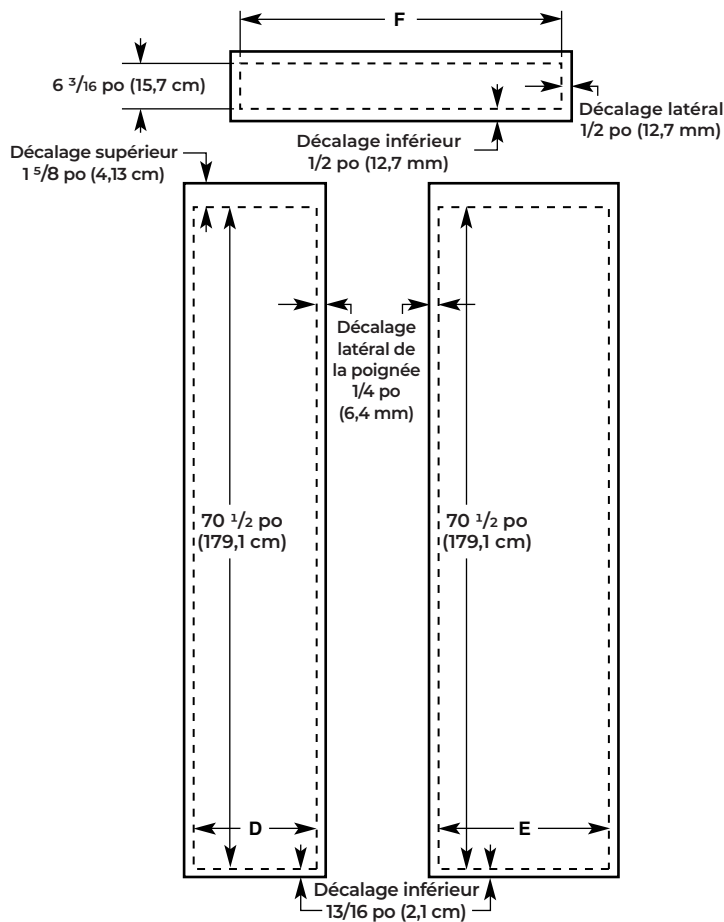 F
6 3/16 po (15,7 cm)
Décalage latéral
1/2 po (12,7 mm)
Décalage inférieur
1/2 po (12,7 mm)
Décalage supérieur
1 5/8 po (4,13 cm)
Décalage
latéral de
la poignée
1/4 po
(6,4 mm)
70 1/2 po
(179,1 cm)
70 1/2 po
(179,1 cm)
D
E
Décalage inférieur
13/16 po (2,1 cm)